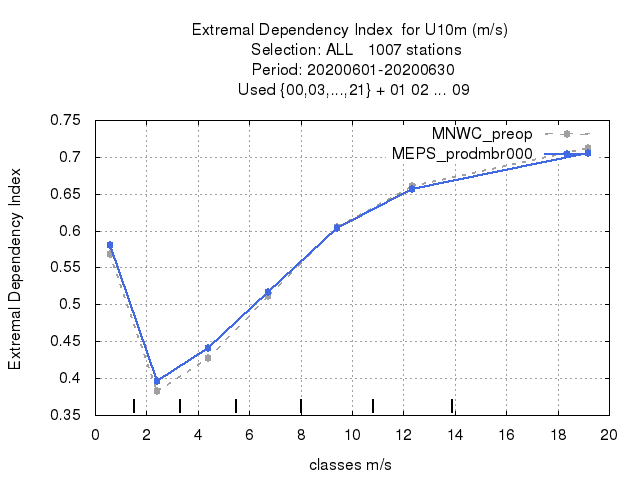 Extremal Dependency Index  for U10m (m/s)
Selection: ALL   1007 stations
Period: 20200601-20200630
Used {00,03,...,21} + 01 02 ... 09
0.75
0.7
0.65
0.6
0.55
0.5
0.45
0.4
0.35
Extremal Dependency Index
MNWC_preop
MEPS_prodmbr000
0 2 4 6 8 10 12 14 16 18 20
classes m/s